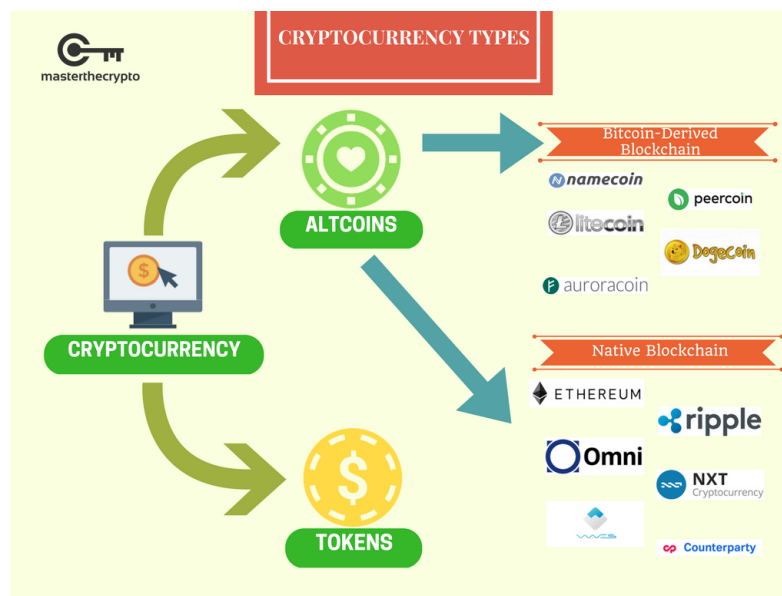 CRYPTOCURRENCY TYPES
masterthecrypto
Bitcoin-Derived
Blockchain
namecoin
peercoin
litecoin
Dogecoin
auroracoin
ALTCOINS
CRYPTOCURRENCY
Native Blockchain
ETHEREUM
ripple
Omni
NXT
Cryptocurrency
WVES
Counterparty
TOKENS